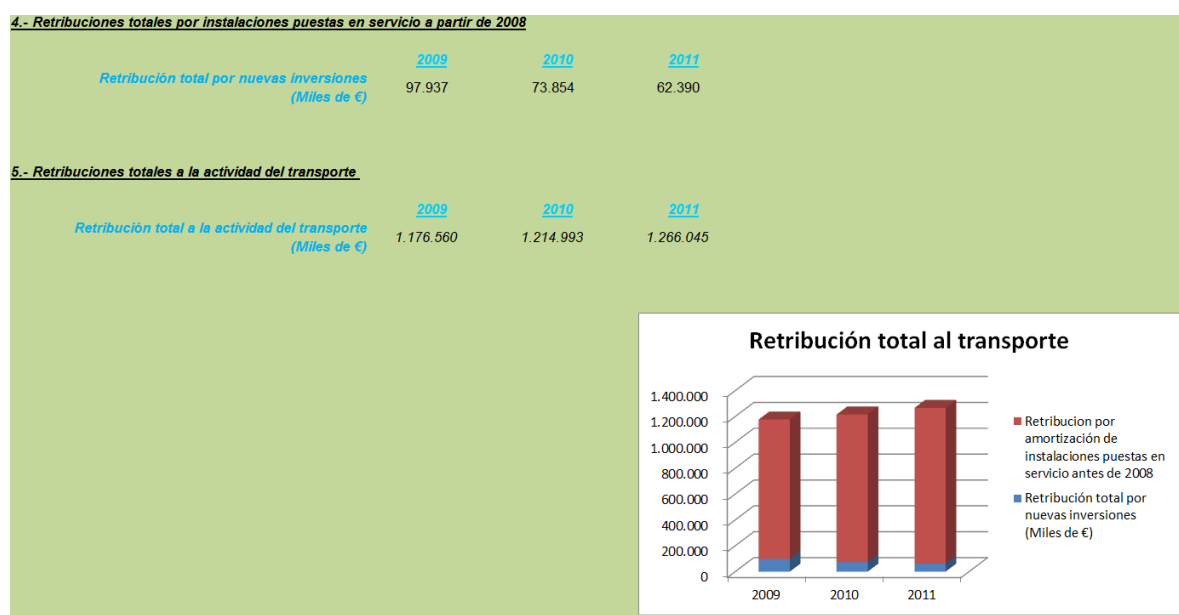 4.- Retribuciones totales por instalaciones puestas en servicio a partir de 2008
2009 2010 2011
Retribución total por nuevas inversiones
(Miles de €)
97.937 73.854 62.390
5.- Retribuciones totales a la actividad del transporte
2009 2010 2011
Retribución total a la actividad del transporte
(Miles de €)
1.176.560 1.214.993 1.266.045
Retribución total al transporte
1.400.000
1.200.000
1.000.000
800.000
600.000
400.000
200.000
0
2009 2010 2011
Retribucion por
amortización de
instalaciones puestas en
servicio antes de 2008
Retribución total por
nuevas inversiones
(Miles de €)